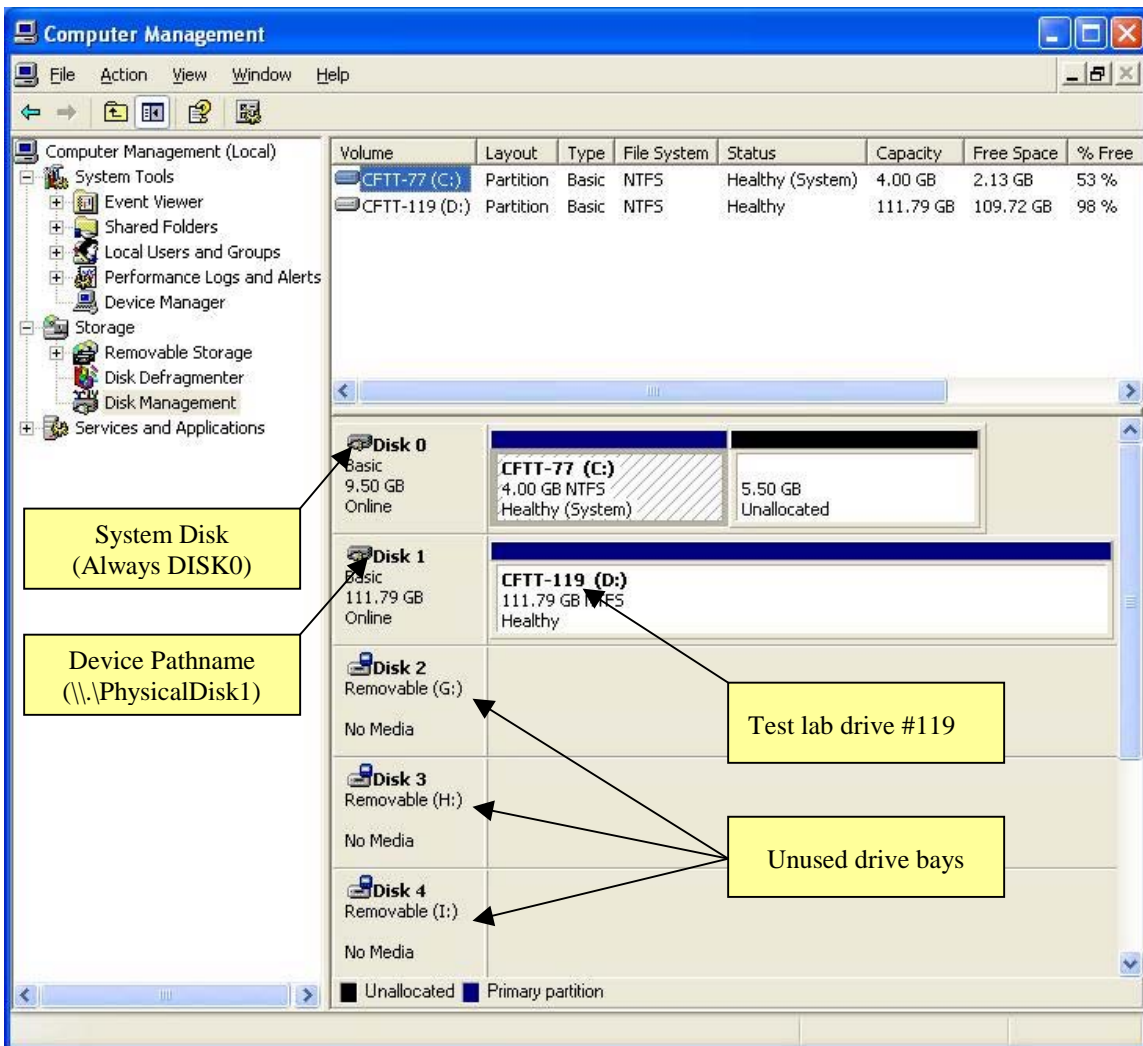 Computer Management
File Action View Window Help
Computer Management (Local)
System Tools
Event Viewer
Shared Folders
Local Users and Groups
Performance Logs and Alerts
Device Manager
Storage
Removable Storage
Disk Defragmenter
Disk Management
Services and Applications
Volume Layout Type File System Status Capacity Free Space % Free
CFTT-77 (C:) Partition Basic NTFS Healthy (System) 4.00 GB 2.13 GB 53 %
CFTT-119 (D:) Partition Basic NTFS Healthy 111.79 GB 109.72 GB 98 %
Disk 0
Basic
9.50 GB
Online
CFTT-77 (C:)
4.00 GB NTFS
Healthy (System)
5.50 GB
Unallocated
System Disk
(Always DISK0)
Disk 1
Basic
111.79 GB
Online
CFTT-119 (D:)
111.79 GB NTFS
Healthy
Device Pathname
(\\.\PhysicalDisk1)
Disk 2
Removable (G:)
No Media
Test lab drive #119
Disk 3
Removable (H:)
No Media
Unused drive bays
Disk 4
Removable (I:)
No Media
Unallocated Primary partition